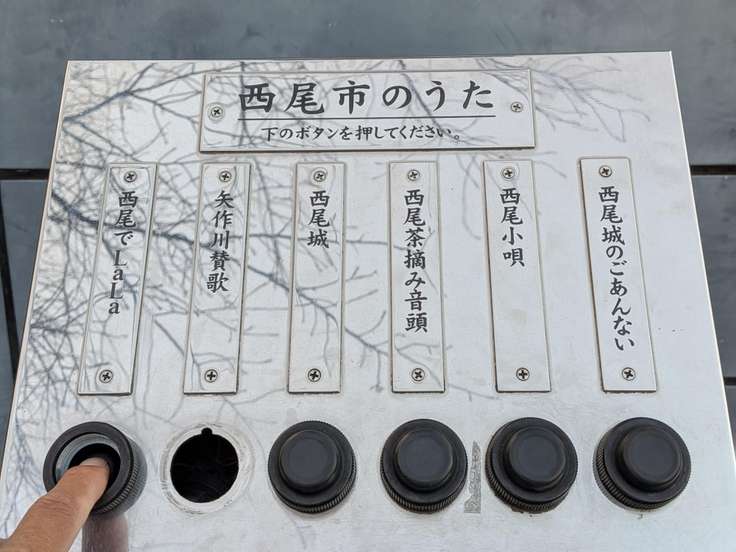 西尾市のうた
下のボタンを押してください。
西尾でLaLa
矢作川賛歌
西尾城
西尾茶摘み音頭
西尾小唄
西尾城のごあんない